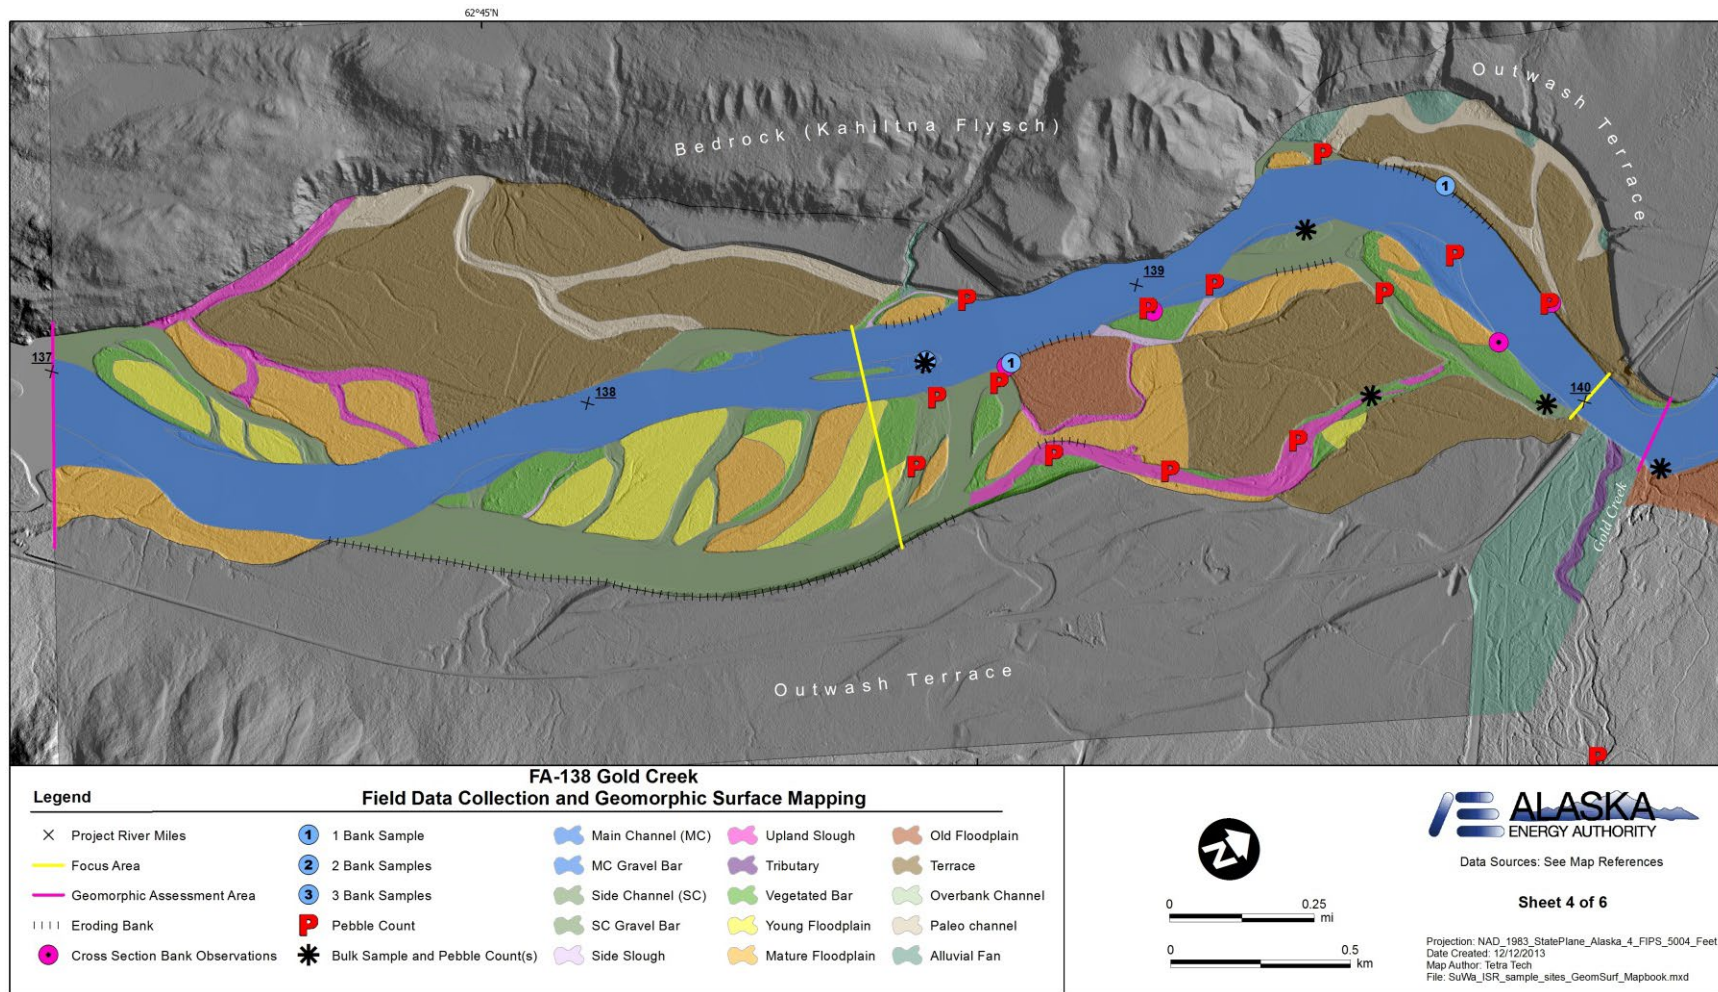 62°45'N
Outwash Terrace
Bedrock (Kahiltna Flysch)
P
1
P
139
P
P
P
P
P
137
138
1
P
P
140
P
P
P
P
P
Gold Creek
Outwash Terrace
P
FA-138 Gold Creek
Field Data Collection and Geomorphic Surface Mapping
Legend
Project River Miles
Focus Area
Geomorphic Assessment Area
Eroding Bank
Cross Section Bank Observations
1 1 Bank Sample
2 2 Bank Samples
3 3 Bank Samples
P Pebble Count
Bulk Sample and Pebble Count(s)
Main Channel (MC)
MC Gravel Bar
Side Channel (SC)
SC Gravel Bar
Side Slough
Upland Slough
Tributary
Vegetated Bar
Young Floodplain
Mature Floodplain
Old Floodplain
Terrace
Overbank Channel
Paleo channel
Alluvial Fan
N
0 0.25
mi
0 0.5
km
AE ALASKA
ENERGY AUTHORITY
Data Sources: See Map References
Sheet 4 of 6
Projection: NAD_1983_StatePlane_Alaska_4_FIPS_5004_Feet
Date Created: 12/12/2013
Map Author: Tetra Tech
File: SuWa_ISR_sample_sites_GeomSurf_Mapbook.mxd